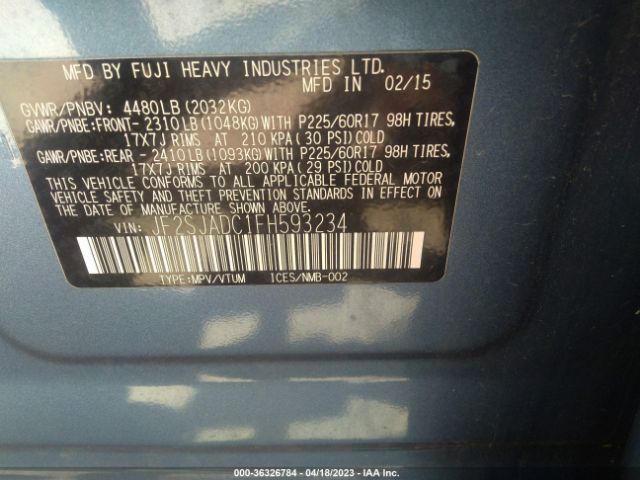 MFD BY FUJI HEAVY INDUSTRIES LTD.
MFD IN 02/15
GVWR/PNBV: 4480 LB (2032KG)
GAWR/PNBE:FRONT- 2310 LB (1048KG) WITH P225/60R17 98H TIRES,
17X7J RIMS AT 210 KPA (30 PSI) COLD
GAWR/PNBE:REAR - 2410 LB (1093KG) WITH P225/60R17 98H TIRES,
17X7J RIMS AT 200 KPA (29 PSI) COLD
THIS VEHICLE CONFORMS TO ALL APPLICABLE FEDERAL MOTOR
VEHICLE SAFETY AND THEFT PREVENTION STANDARDS IN EFFECT
ON THE DATE OF MANUFACTURE SHOWN ABOVE.
VIN: JF2SJADC1FH593234
TYPE:MPV/VTUM ICES/NMB-002
000-36326784 - 04/18/2023 - IAA Inc.